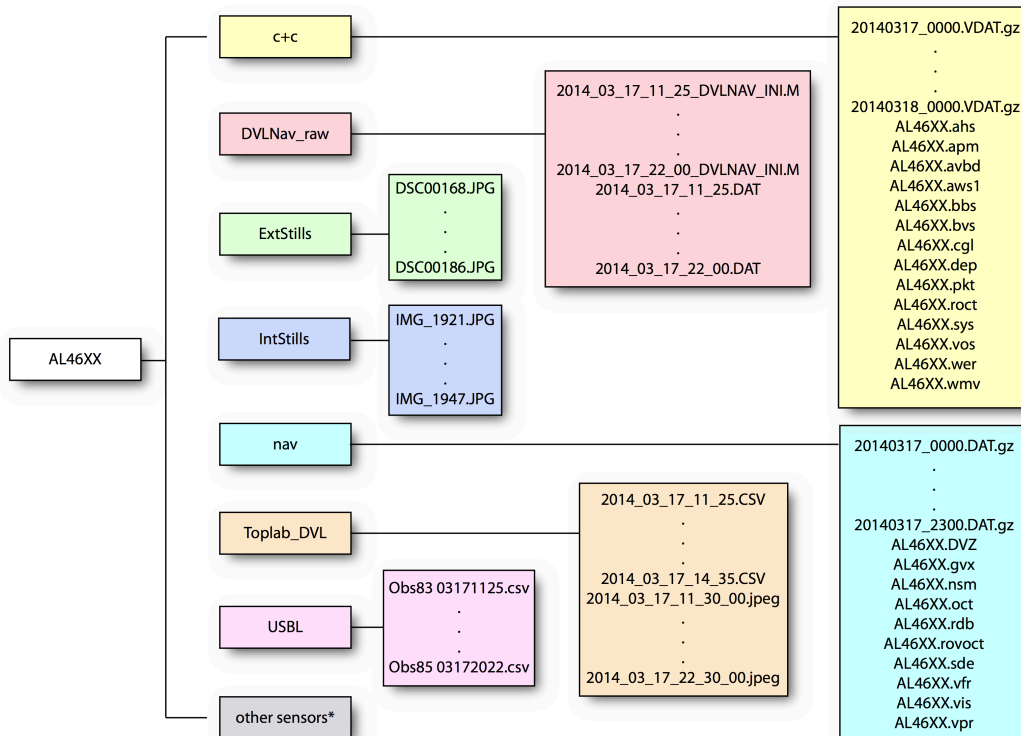 AL46XX
c+c
20140317_0000.VDAT.gz
.
.
.
20140318_0000.VDAT.gz
AL46XX.ahs
AL46XX.apm
AL46XX.avbd
AL46XX.aws1
AL46XX.bbs
AL46XX.bvs
AL46XX.cgl
AL46XX.dep
AL46XX.pkt
AL46XX.roct
AL46XX.sys
AL46XX.vos
AL46XX.wer
AL46XX.wmv
DVLNav_raw
2014_03_17_11_25_DVLNAV_INI.M
.
.
.
2014_03_17_22_00_DVLNAV_INI.M
2014_03_17_11_25.DAT
.
.
.
2014_03_17_22_00.DAT
ExtStills
DSC00168.JPG
.
.
.
DSC00186.JPG
IntStills
IMG_1921.JPG
.
.
.
IMG_1947.JPG
nav
20140317_0000.DAT.gz
.
.
.
20140317_2300.DAT.gz
AL46XX.DVZ
AL46XX.gvx
AL46XX.nsm
AL46XX.oct
AL46XX.rdb
AL46XX.rovoct
AL46XX.sde
AL46XX.vfr
AL46XX.vis
AL46XX.vpr
Toplab_DVL
2014_03_17_11_25.CSV
.
.
.
2014_03_17_14_35.CSV
2014_03_17_11_30_00.jpeg
.
.
.
2014_03_17_22_30_00.jpeg
USBL
Obs83 03171125.csv
.
.
.
Obs85 03172022.csv
other sensors*